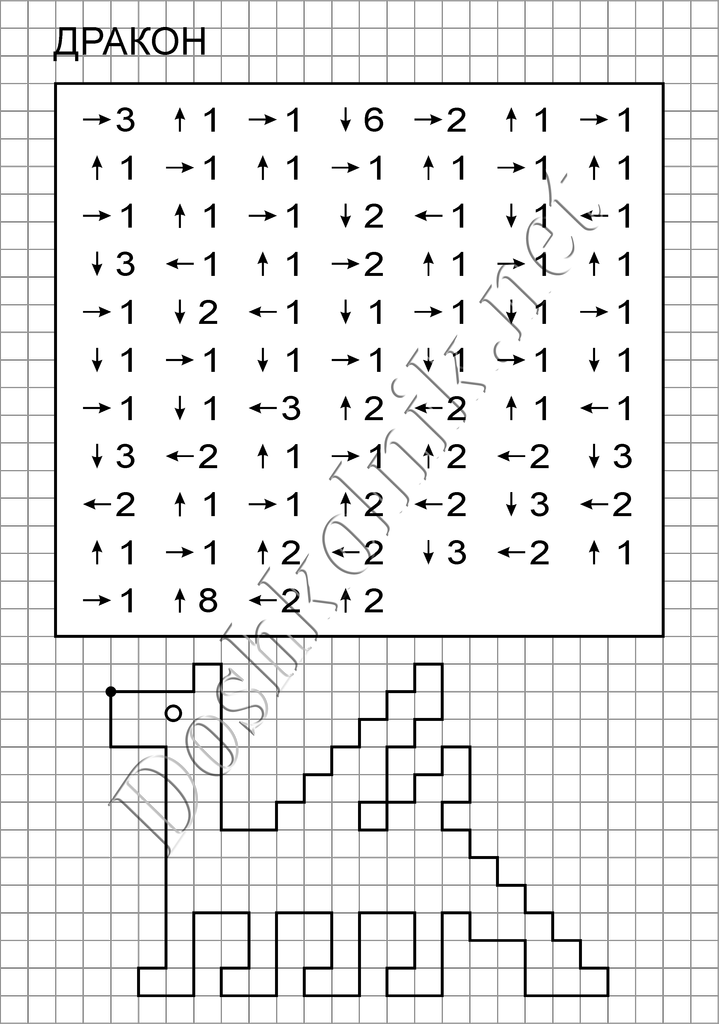 ДРАКОН
→3 ↑1 →1 ↓6 →2 ↑1 →1
↑1 →1 ↑1 →1 ↑1 →1 ↑1
→1 ↑1 →1 ↓2 ←1 ↓1 ←1
↓3 ←1 ↑1 →2 ↑1 →1 ↑1
→1 ↓2 ←1 ↓1 →1 ↓1 →1
↓1 →1 ↓1 →1 ↓1 →1 ↓1
→1 ↓1 ←3 ↑2 ←2 ↑1 ←1
↓3 ←2 ↑1 →1 ↑2 ←2 ↓3
←2 ↑1 →1 ↑2 ←2 ↓3 ←2
↑1 →1 ↑2 ←2 ↓3 ←2 ↑1
→1 ↑8 ←2 ↑2
Doshkolnik.net